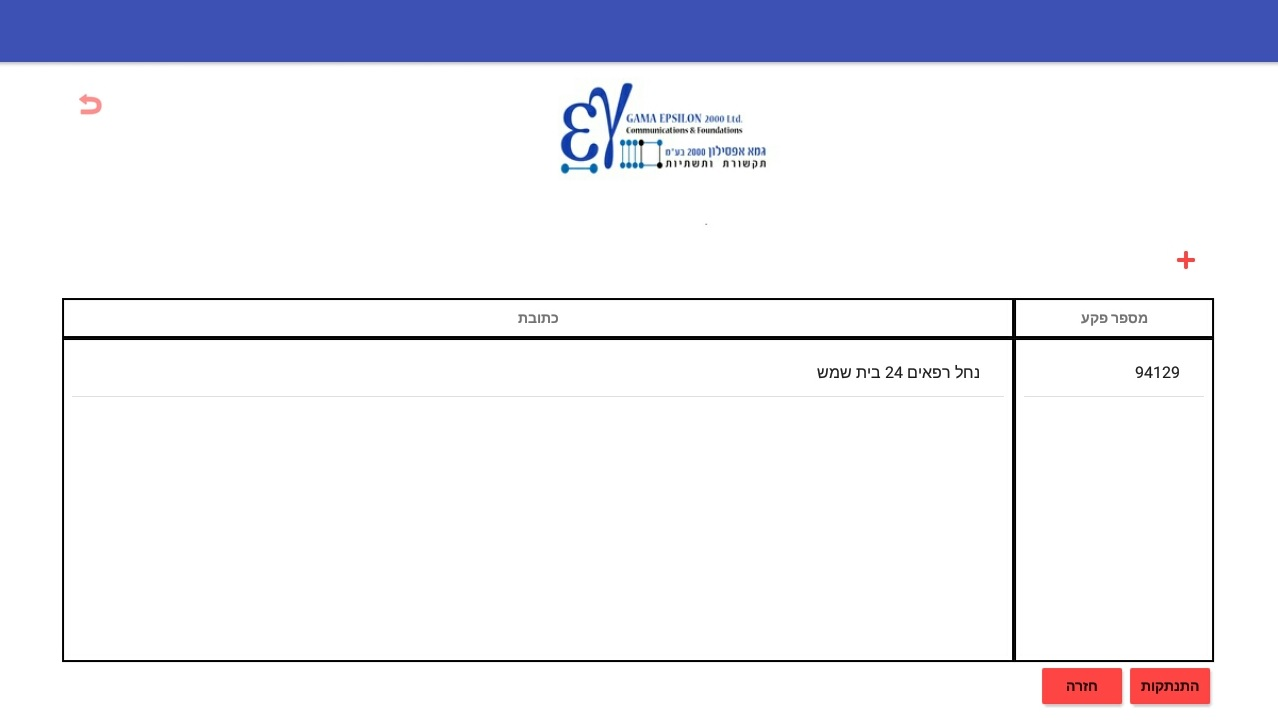 GAMA EPSILON 2000 Ltd.
Communications & Foundations
גמא אפסילון 2000 בע"מ
תקשורת ותשתיות
מספר פקע
כתובת
94129
נחל רפאים 24 בית שמש
התנתקות
חזרה